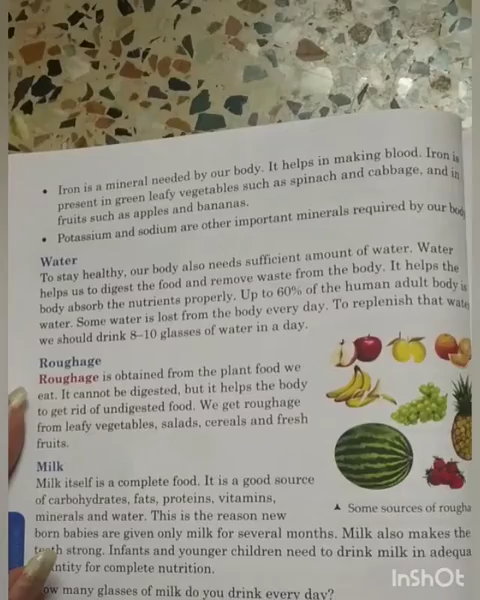 • Iron is a mineral needed by our body. It helps in making blood. Iron is
present in green leafy vegetables such as spinach and cabbage, and in
fruits such as apples and bananas.
• Potassium and sodium are other important minerals required by our body
Water
To stay healthy, our body also needs sufficient amount of water. Water
helps us to digest the food and remove waste from the body. It helps the
body absorb the nutrients properly. Up to 60% of the human adult body is
water. Some water is lost from the body every day. To replenish that wate
we should drink 8–10 glasses of water in a day.
Roughage
Roughage is obtained from the plant food we
eat. It cannot be digested, but it helps the body
to get rid of undigested food. We get roughage
from leafy vegetables, salads, cereals and fresh
fruits.
▲ Some sources of rougha
Milk
Milk itself is a complete food. It is a good source
of carbohydrates, fats, proteins, vitamins,
minerals and water. This is the reason new
born babies are given only milk for several months. Milk also makes the
teeth strong. Infants and younger children need to drink milk in adequa
ntity for complete nutrition.
ow many glasses of milk do you drink every day?
InShOt